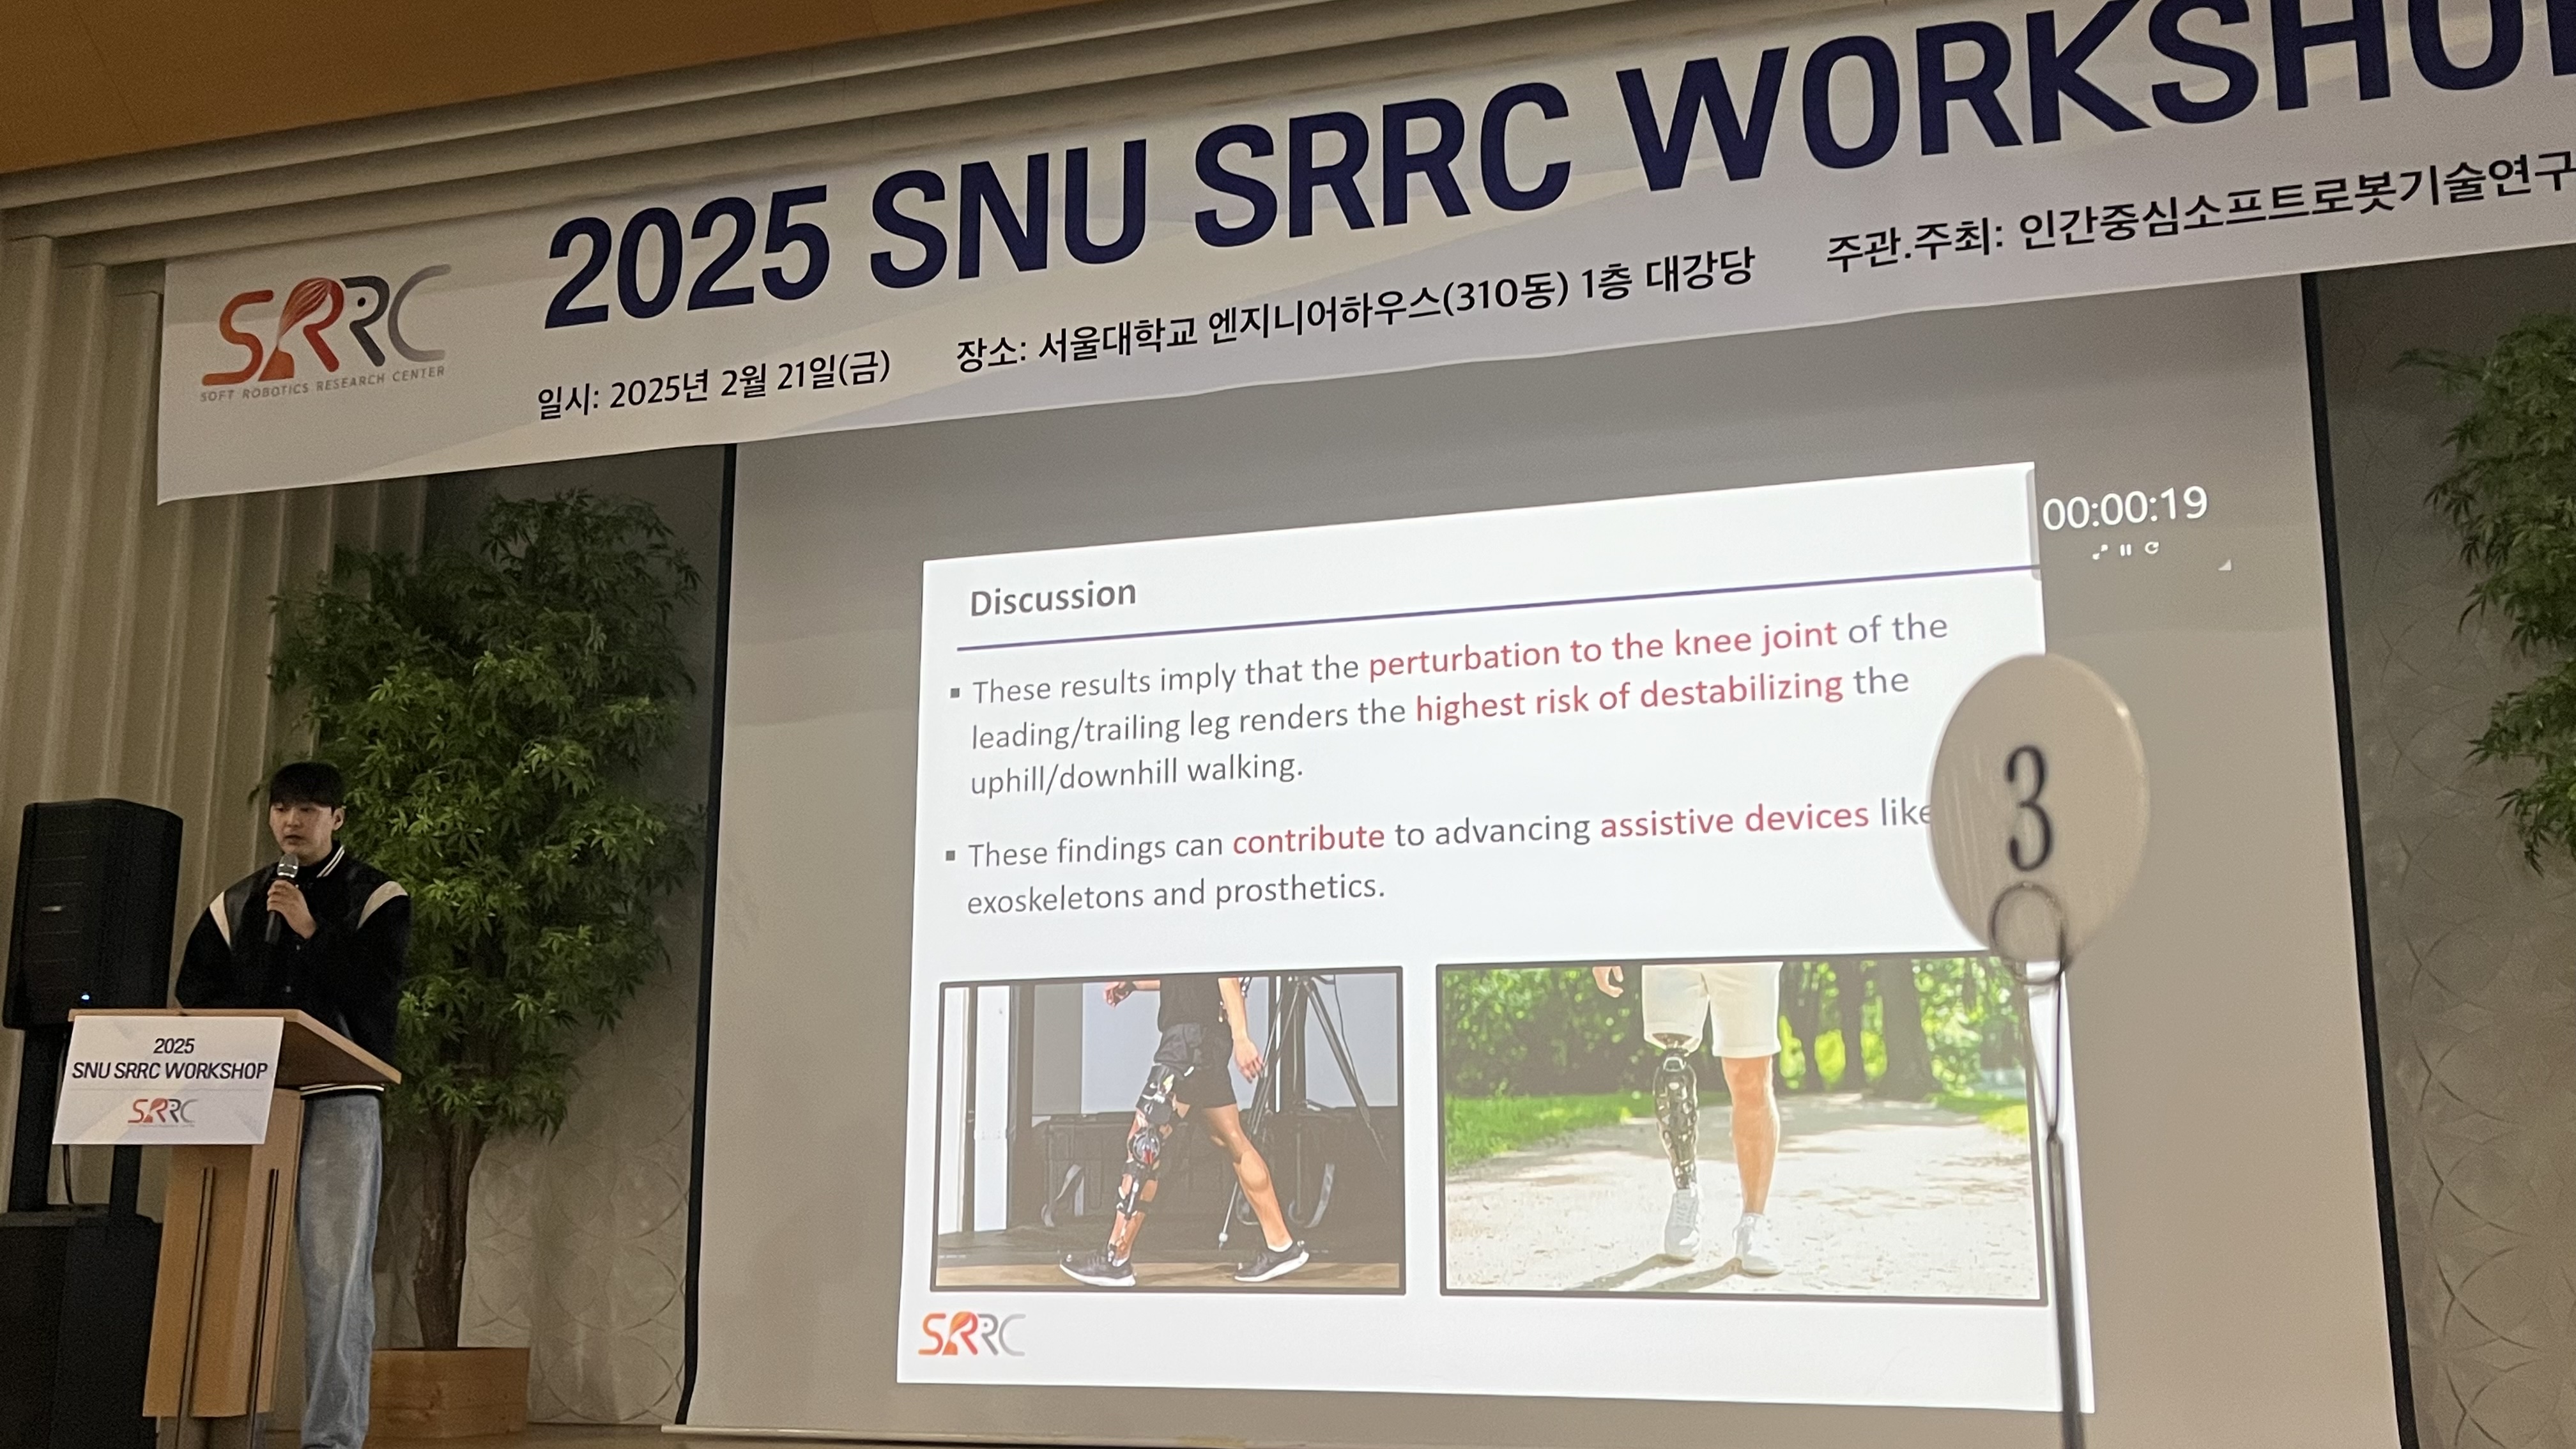 2025 SNU SRRC WORKSHOP
SRRC
SOFT ROBOTICS RESEARCH CENTER
일시: 2025년 2월 21일(금) 장소: 서울대학교 엔지니어하우스(310동) 1층 대강당 주관.주최: 인간중심소프트로봇기술연구
00:00:19
Discussion
▪ These results imply that the perturbation to the knee joint of the
leading/trailing leg renders the highest risk of destabilizing the
uphill/downhill walking.
▪ These findings can contribute to advancing assistive devices like
exoskeletons and prosthetics.
3
SRRC
2025
SNU SRRC WORKSHOP
SRRC